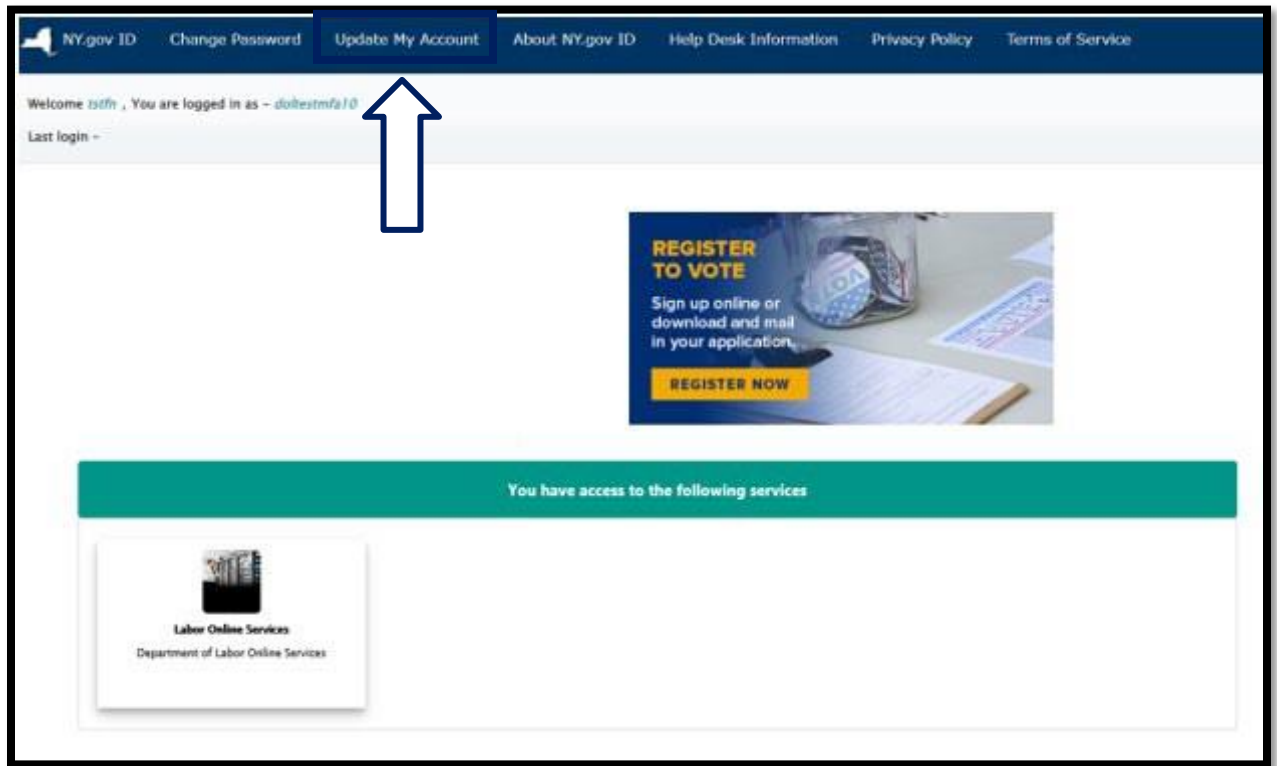 NY.gov ID Change Password Update My Account About NY.gov ID Help Desk Information Privacy Policy Terms of Service
Welcome tstfn , You are logged in as – doltestmfa10
Last login –
REGISTER
TO VOTE
Sign up online or
download and mail
in your application.
REGISTER NOW
You have access to the following services
Labor Online Services
Department of Labor Online Services